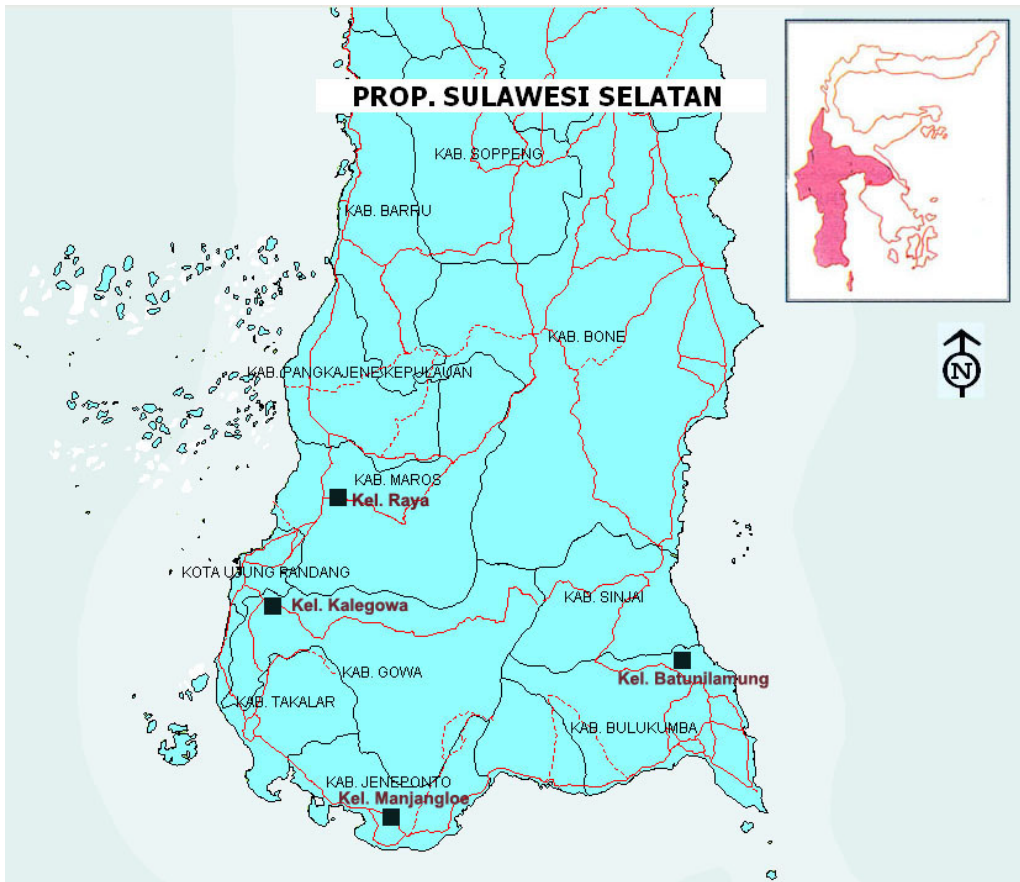 PROP. SULAWESI SELATAN
KAB. SOPPENG
KAB. BARRU
KAB. BONE
KAB. PANGKAJENE KEPULAUAN
KAB. MAROS
Kel. Raya
KOTA UJUNG PANDANG
KAB. SINJAI
Kel. Kalegowa
KAB. GOWA
Kel. Batunilamung
KAB. TAKALAR
KAB. BULUKUMBA
KAB. JENEPONTO
Kel. Manjangloe
N